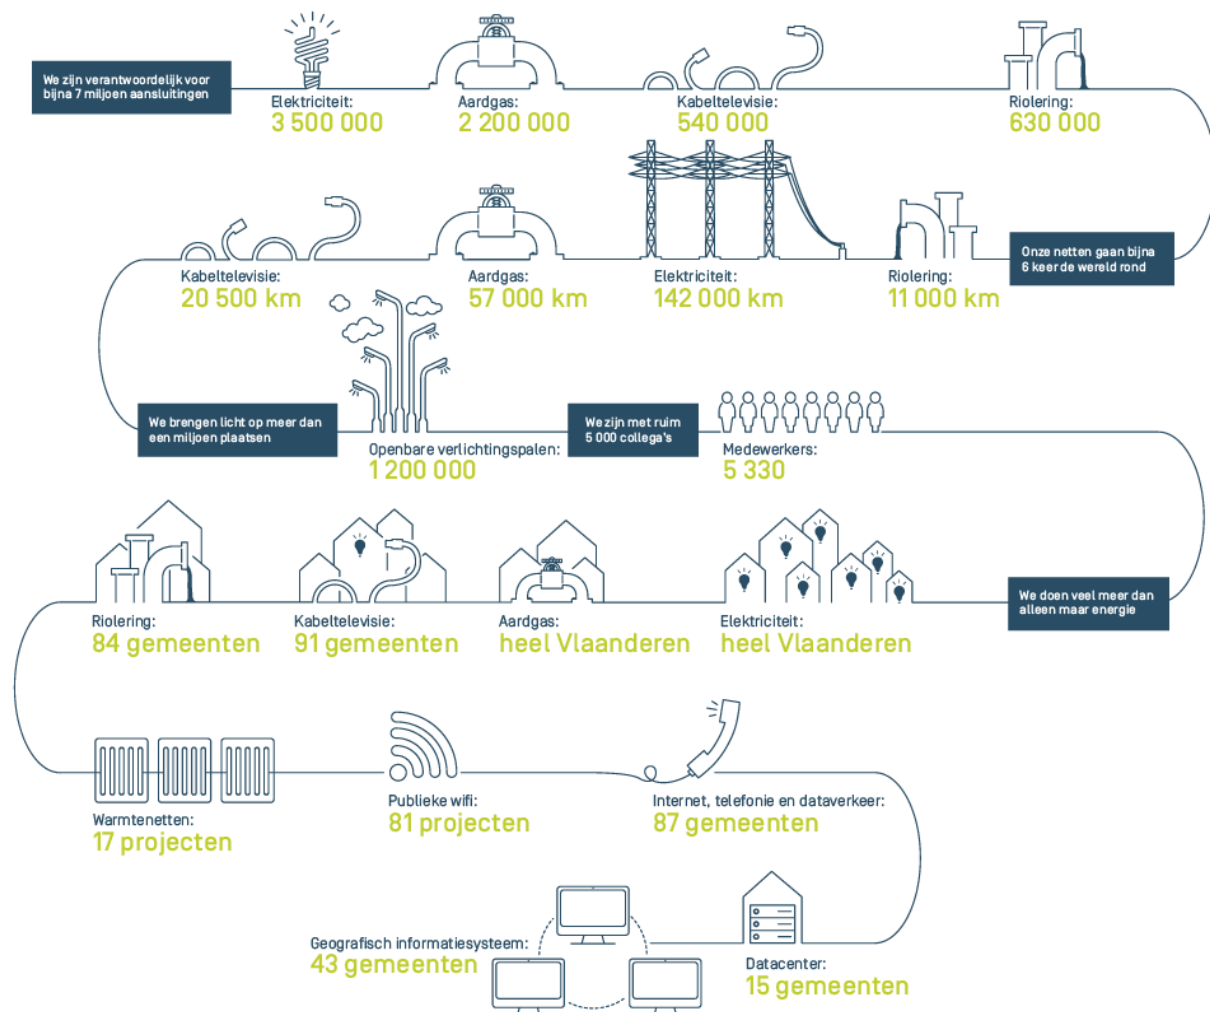 We zijn verantwoordelijk voor
bijna 7 miljoen aansluitingen
Elektriciteit:
3 500 000
Aardgas:
2 200 000
Kabeltelevisie:
540 000
Riolering:
630 000
Onze netten gaan bijna
6 keer de wereld rond
Riolering:
11 000 km
Elektriciteit:
142 000 km
Aardgas:
57 000 km
Kabeltelevisie:
20 500 km
We brengen licht op meer dan
een miljoen plaatsen
Openbare verlichtingspalen:
1 200 000
We zijn met ruim
5 000 collega's
Medewerkers:
5 330
We doen veel meer dan
alleen maar energie
Elektriciteit:
heel Vlaanderen
Aardgas:
heel Vlaanderen
Kabeltelevisie:
91 gemeenten
Riolering:
84 gemeenten
Warmtenetten:
17 projecten
Publieke wifi:
81 projecten
Internet, telefonie en dataverkeer:
87 gemeenten
Datacenter:
15 gemeenten
Geografisch informatiesysteem:
43 gemeenten